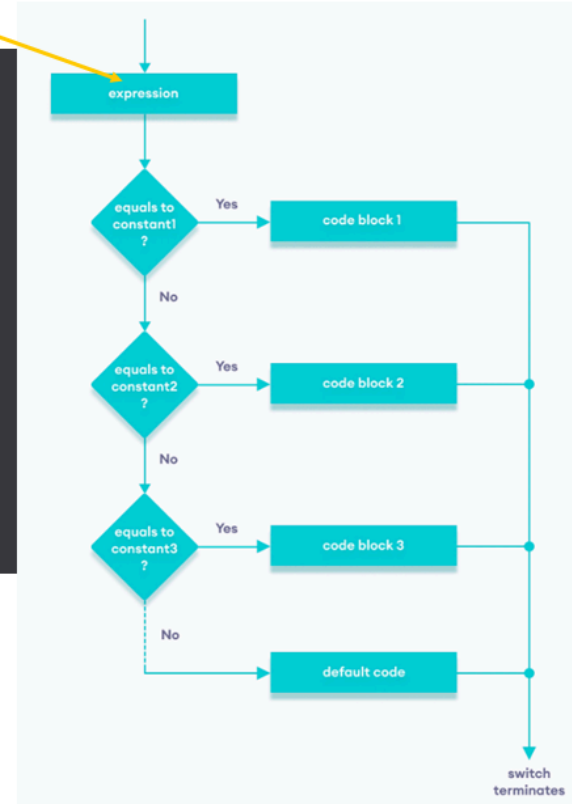 expression
equals to
constant1
?
Yes
code block 1
No
equals to
constant2
?
Yes
code block 2
No
equals to
constant3
?
Yes
code block 3
No
default code
switch
terminates